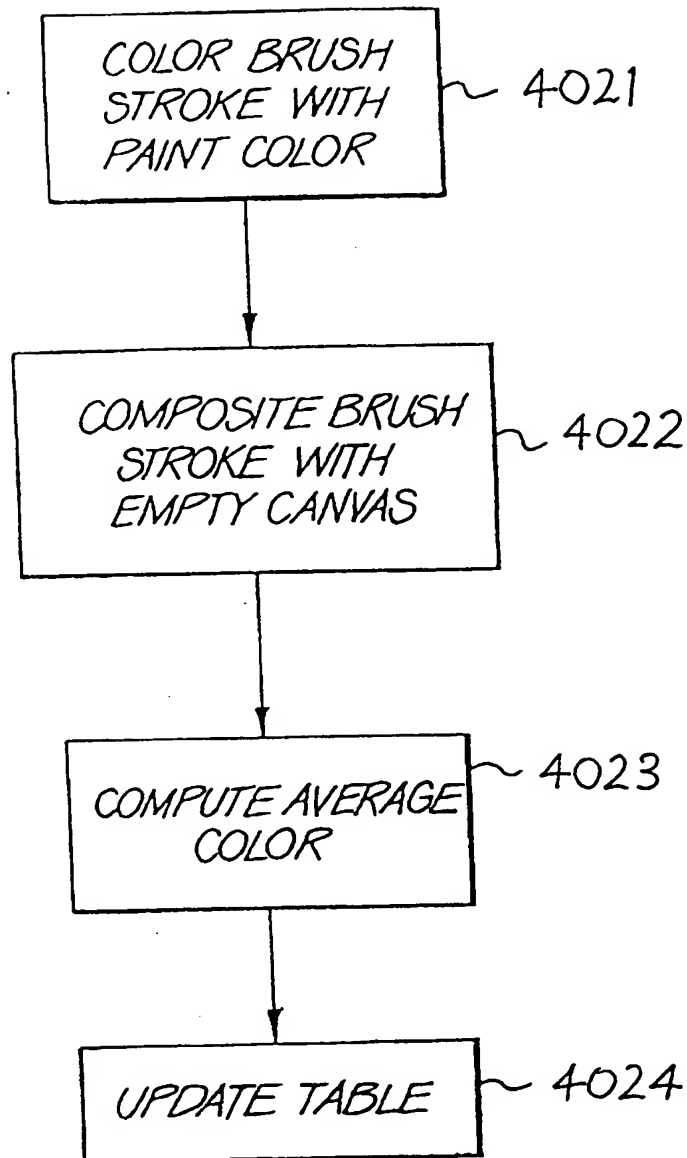 COLOR BRUSH
STROKE WITH
PAINT COLOR
4021
COMPOSITE BRUSH
STROKE WITH
EMPTY CANVAS
4022
COMPUTE AVERAGE
COLOR
4023
UPDATE TABLE
4024